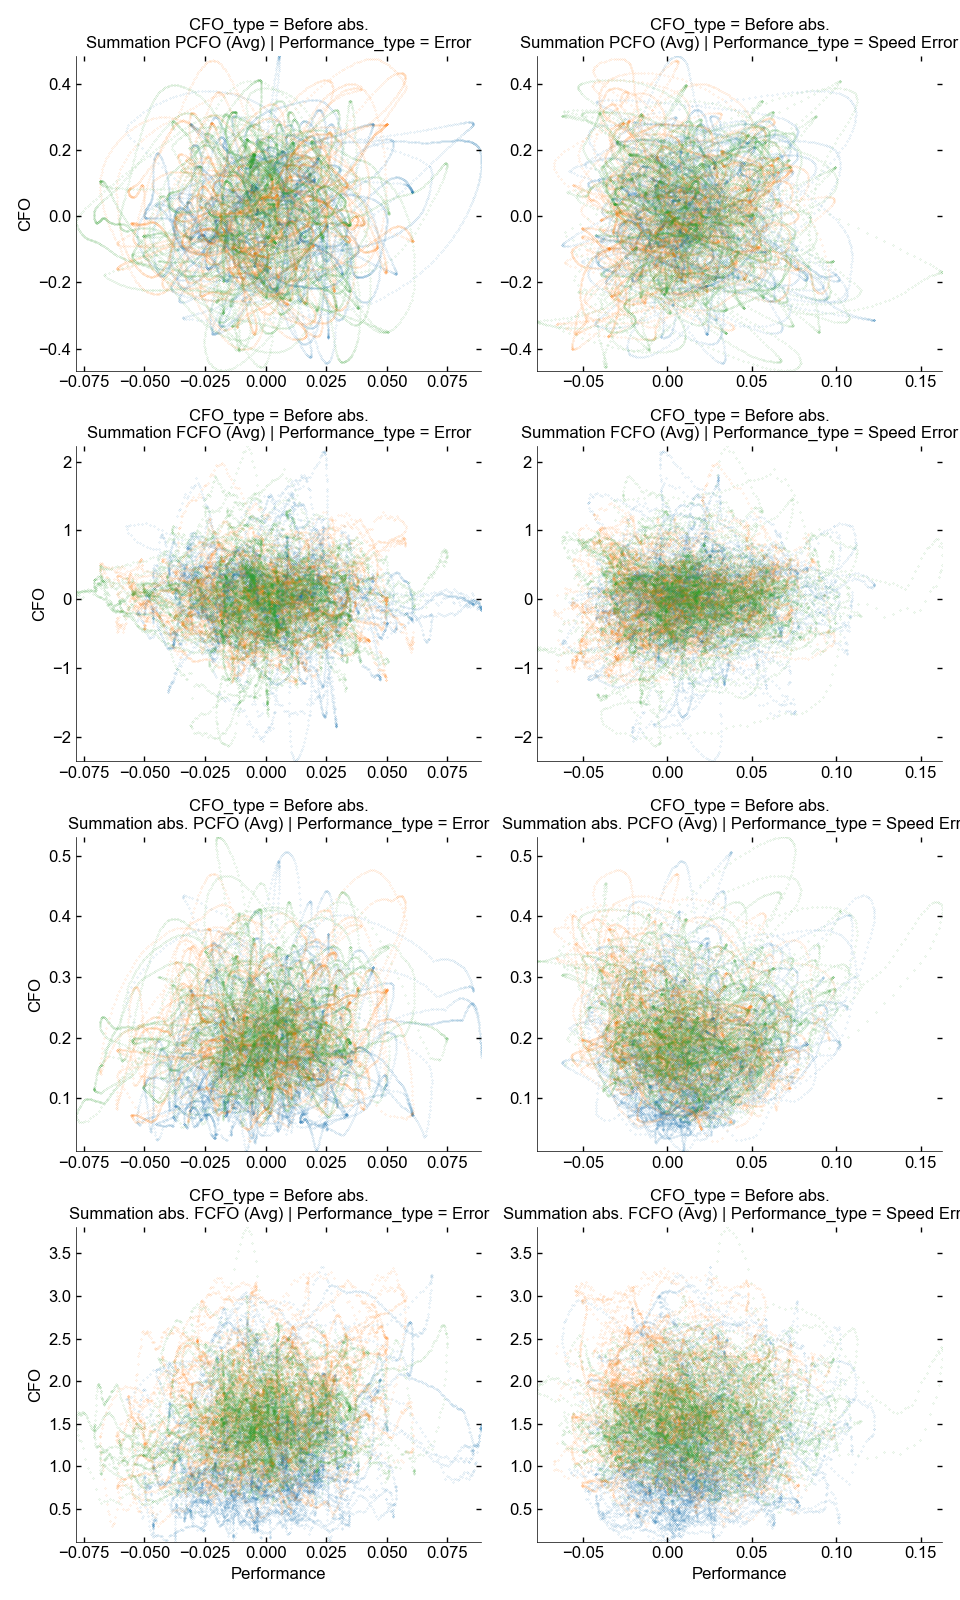 CFO_type = Before abs.
Summation PCFO (Avg) | Performance_type = Error
CFO_type = Before abs.
Summation PCFO (Avg) | Performance_type = Speed Error
CFO
0.4
0.2
0.0
−0.2
−0.4
−0.075 −0.050 −0.025 0.000 0.025 0.050 0.075
0.4
0.2
0.0
−0.2
−0.4
−0.05 0.00 0.05 0.10 0.15
CFO_type = Before abs.
Summation FCFO (Avg) | Performance_type = Error
CFO_type = Before abs.
Summation FCFO (Avg) | Performance_type = Speed Error
CFO
2
1
0
−1
−2
−0.075 −0.050 −0.025 0.000 0.025 0.050 0.075
2
1
0
−1
−2
−0.05 0.00 0.05 0.10 0.15
CFO_type = Before abs.
Summation abs. PCFO (Avg) | Performance_type = Error
CFO_type = Before abs.
Summation abs. PCFO (Avg) | Performance_type = Speed Err
CFO
0.5
0.4
0.3
0.2
0.1
−0.075 −0.050 −0.025 0.000 0.025 0.050 0.075
0.5
0.4
0.3
0.2
0.1
−0.05 0.00 0.05 0.10 0.15
CFO_type = Before abs.
Summation abs. FCFO (Avg) | Performance_type = Error
CFO_type = Before abs.
Summation abs. FCFO (Avg) | Performance_type = Speed Err
CFO
3.5
3.0
2.5
2.0
1.5
1.0
0.5
−0.075 −0.050 −0.025 0.000 0.025 0.050 0.075
Performance
3.5
3.0
2.5
2.0
1.5
1.0
0.5
−0.05 0.00 0.05 0.10 0.15
Performance